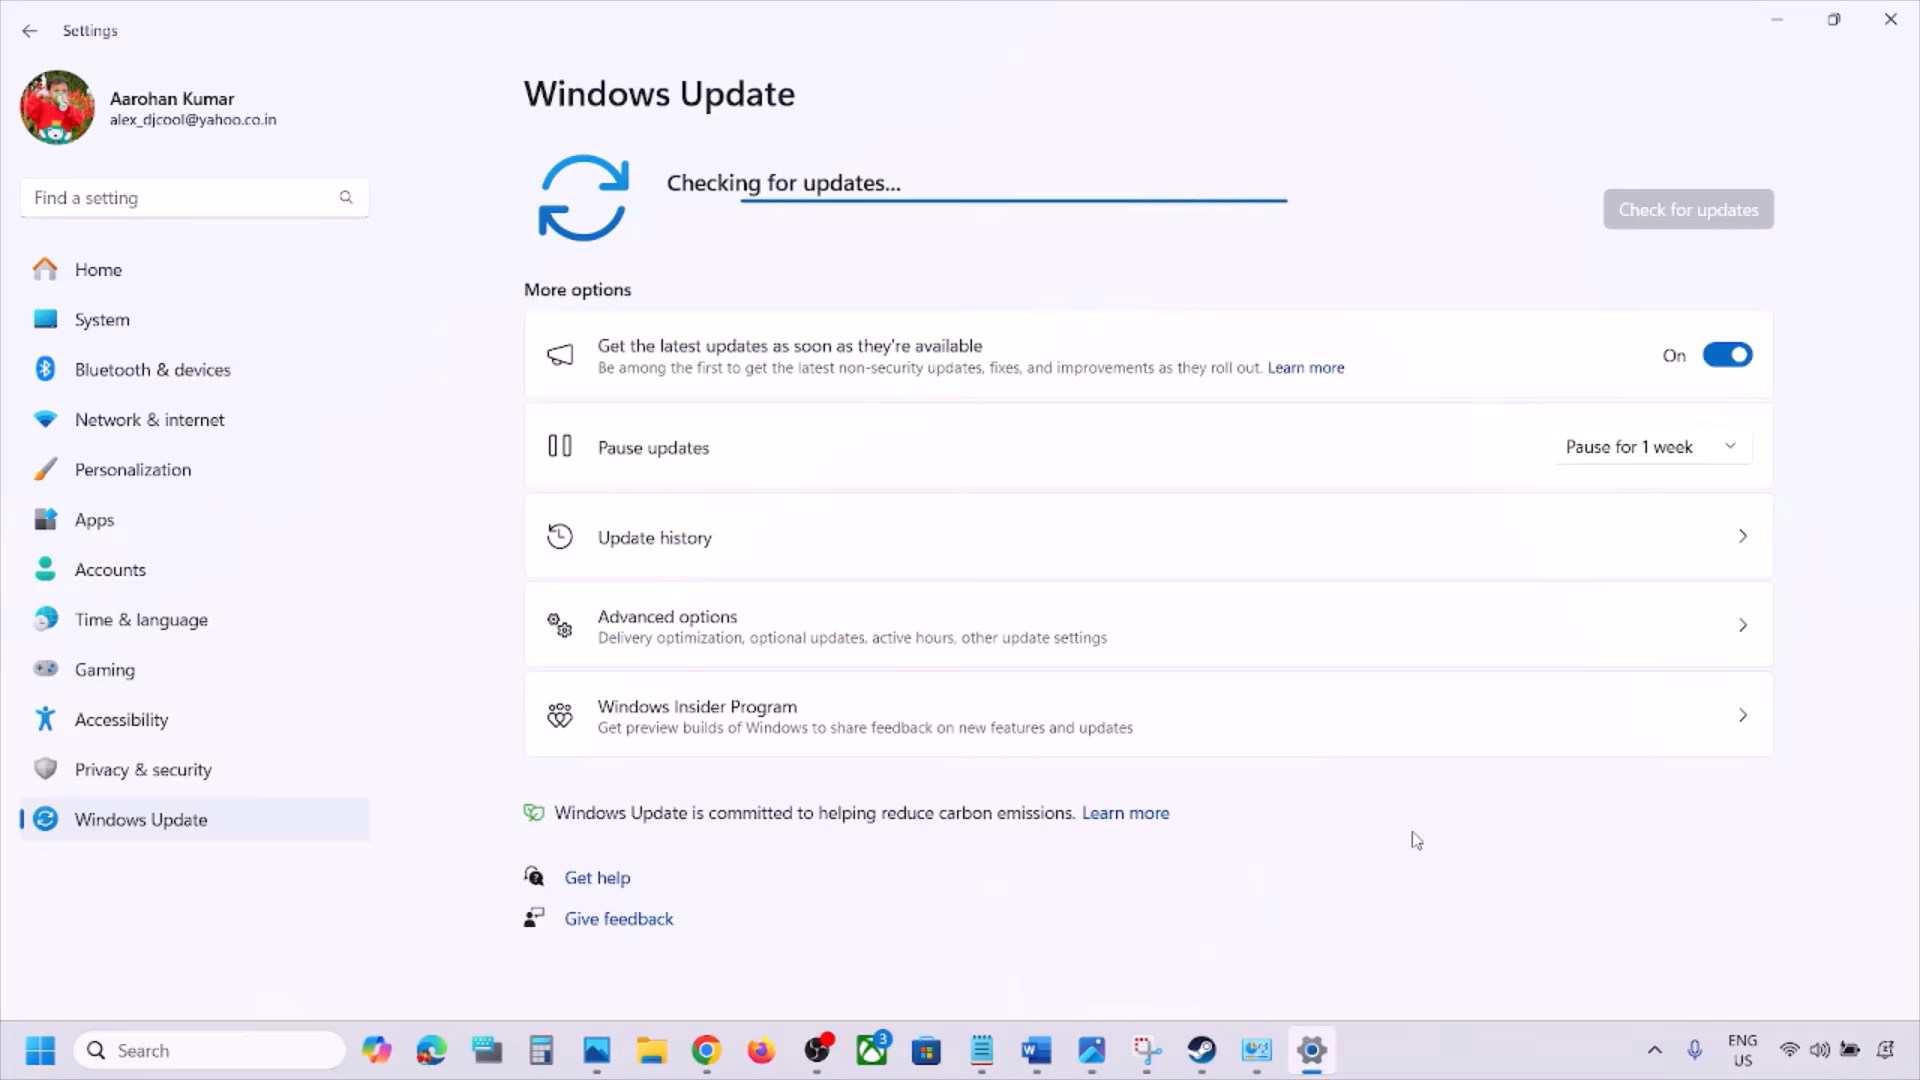 Settings
Aarohan Kumar
alex_djcool@yahoo.co.in
Find a setting
Home
System
Bluetooth & devices
Network & internet
Personalization
Apps
Accounts
Time & language
Gaming
Accessibility
Privacy & security
Windows Update
Windows Update
Checking for updates...
Check for updates
More options
Get the latest updates as soon as they're available
Be among the first to get the latest non-security updates, fixes, and improvements as they roll out. Learn more
On
Pause updates
Pause for 1 week
Update history
Advanced options
Delivery optimization, optional updates, active hours, other update settings
Windows Insider Program
Get preview builds of Windows to share feedback on new features and updates
Windows Update is committed to helping reduce carbon emissions. Learn more
Get help
Give feedback
Search
3
ENG
US